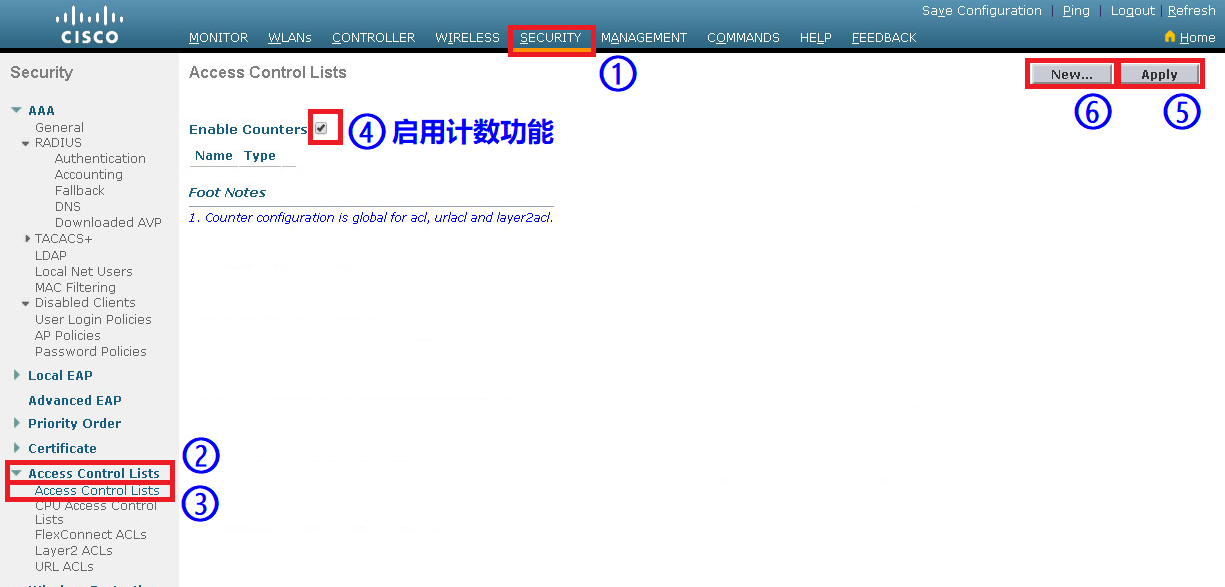 Save Configuration | Ping | Logout | Refresh
CISCO
MONITOR WLANs CONTROLLER WIRELESS SECURITY MANAGEMENT COMMANDS HELP FEEDBACK
Home
①
Security
AAA
General
RADIUS
Authentication
Accounting
Fallback
DNS
Downloaded AVP
TACACS+
LDAP
Local Net Users
MAC Filtering
Disabled Clients
User Login Policies
AP Policies
Password Policies
Local EAP
Advanced EAP
Priority Order
Certificate
Access Control Lists
②
Access Control Lists
③
CPU Access Control
Lists
FlexConnect ACLs
Layer2 ACLs
URL ACLs
Access Control Lists
New... Apply
⑥ ⑤
Enable Counters ④ 启用计数功能
Name Type
Foot Notes
1. Counter configuration is global for acl, urlacl and layer2acl.